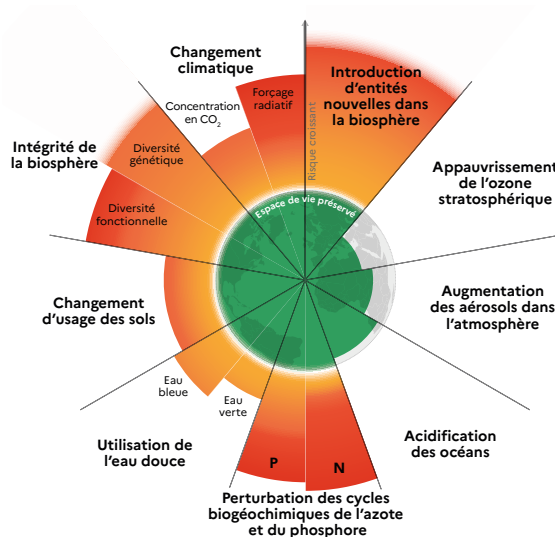 Changement
climatique
Concentration
en CO₂
Forçage
radiatif
Risque croissant
Introduction
d'entités
nouvelles dans
la biosphère
Intégrité de
la biosphère
Diversité
génétique
Diversité
fonctionnelle
Appauvrissement
de l'ozone
stratosphérique
Espace de vie préservé
Changement
d'usage des sols
Augmentation
des aérosols dans
l'atmosphère
Eau
bleue
Eau
verte
Utilisation de
l'eau douce
Acidification
des océans
P
N
Perturbation des cycles
biogéochimiques de l'azote
et du phosphore